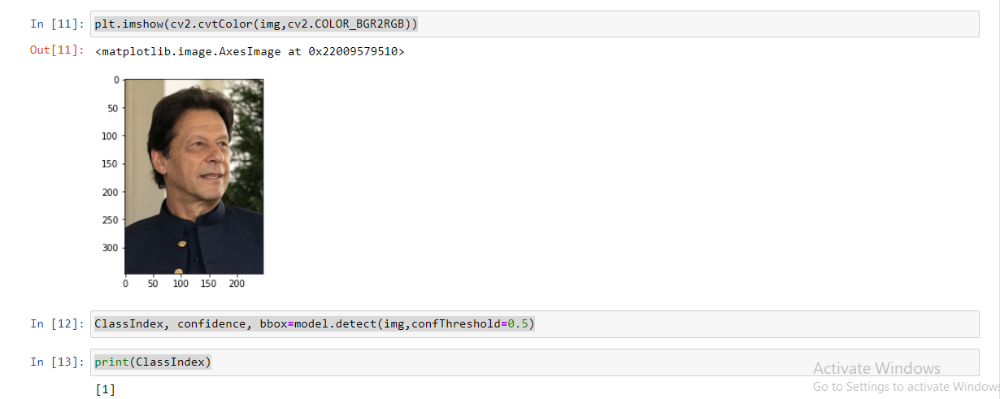 In [11]: plt.imshow(cv2.cvtColor(img,cv2.COLOR_BGR2RGB))
Out[11]: <matplotlib.image.AxesImage at 0x22009579510>
0
50
100
150
200
250
300
0 50 100 150 200
In [12]: ClassIndex, confidence, bbox=model.detect(img,confThreshold=0.5)
In [13]: print(ClassIndex)
[1]
Activate Windows
Go to Settings to activate Windows